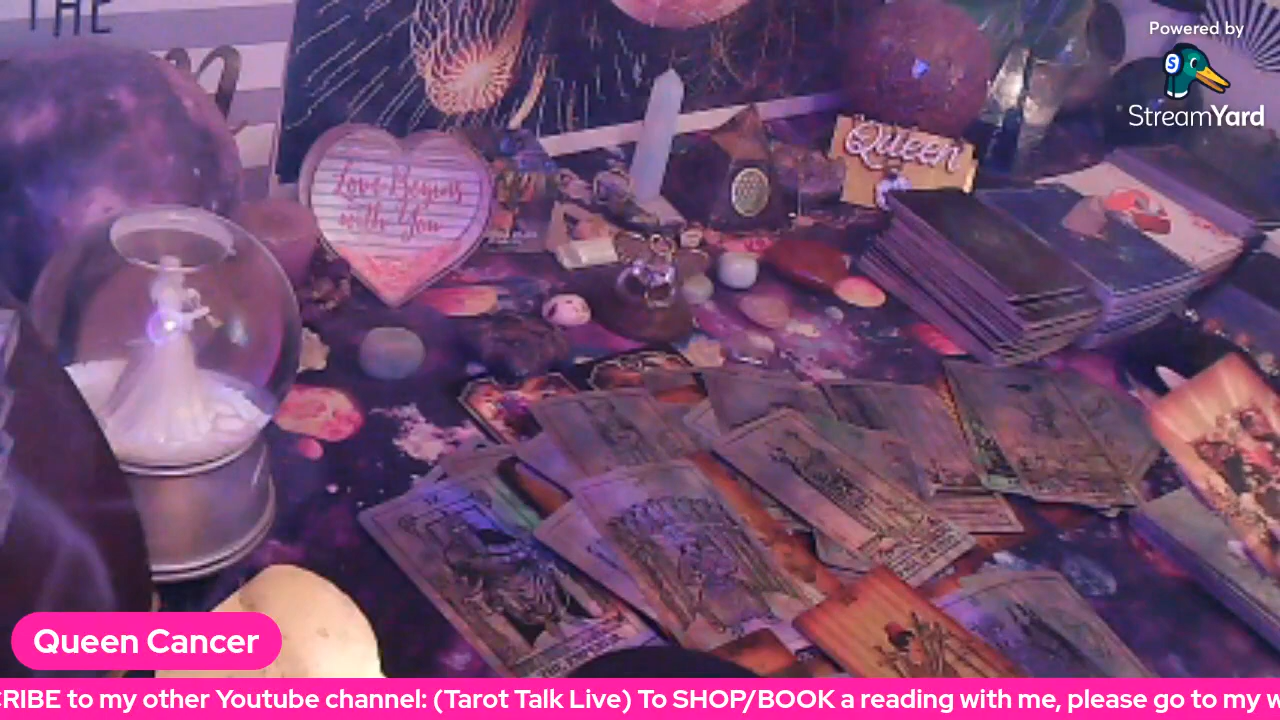 THE
Powered by
StreamYard
Love Begins
with You
Queen
Queen Cancer
CRIBE to my other Youtube channel: (Tarot Talk Live) To SHOP/BOOK a reading with me, please go to my w